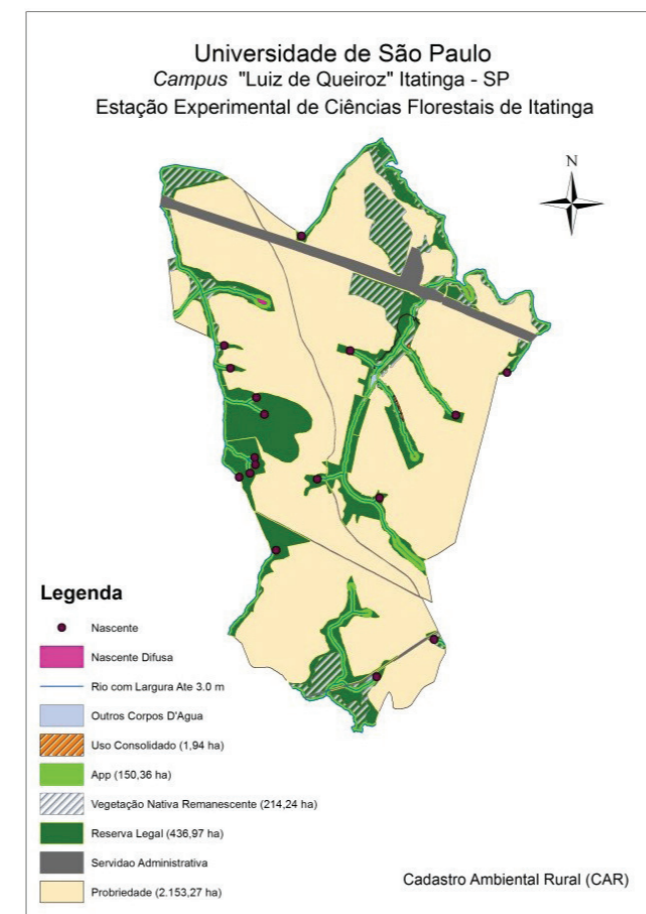 Universidade de São Paulo
Campus "Luiz de Queiroz" Itatinga - SP
Estação Experimental de Ciências Florestais de Itatinga
N
Legenda
Nascente
Nascente Difusa
Rio com Largura Ate 3.0 m
Outros Corpos D'Agua
Uso Consolidado (1,94 ha)
App (150,36 ha)
Vegetação Nativa Remanescente (214,24 ha)
Reserva Legal (436,97 ha)
Servidao Administrativa
Probriedade (2.153,27 ha)
Cadastro Ambiental Rural (CAR)